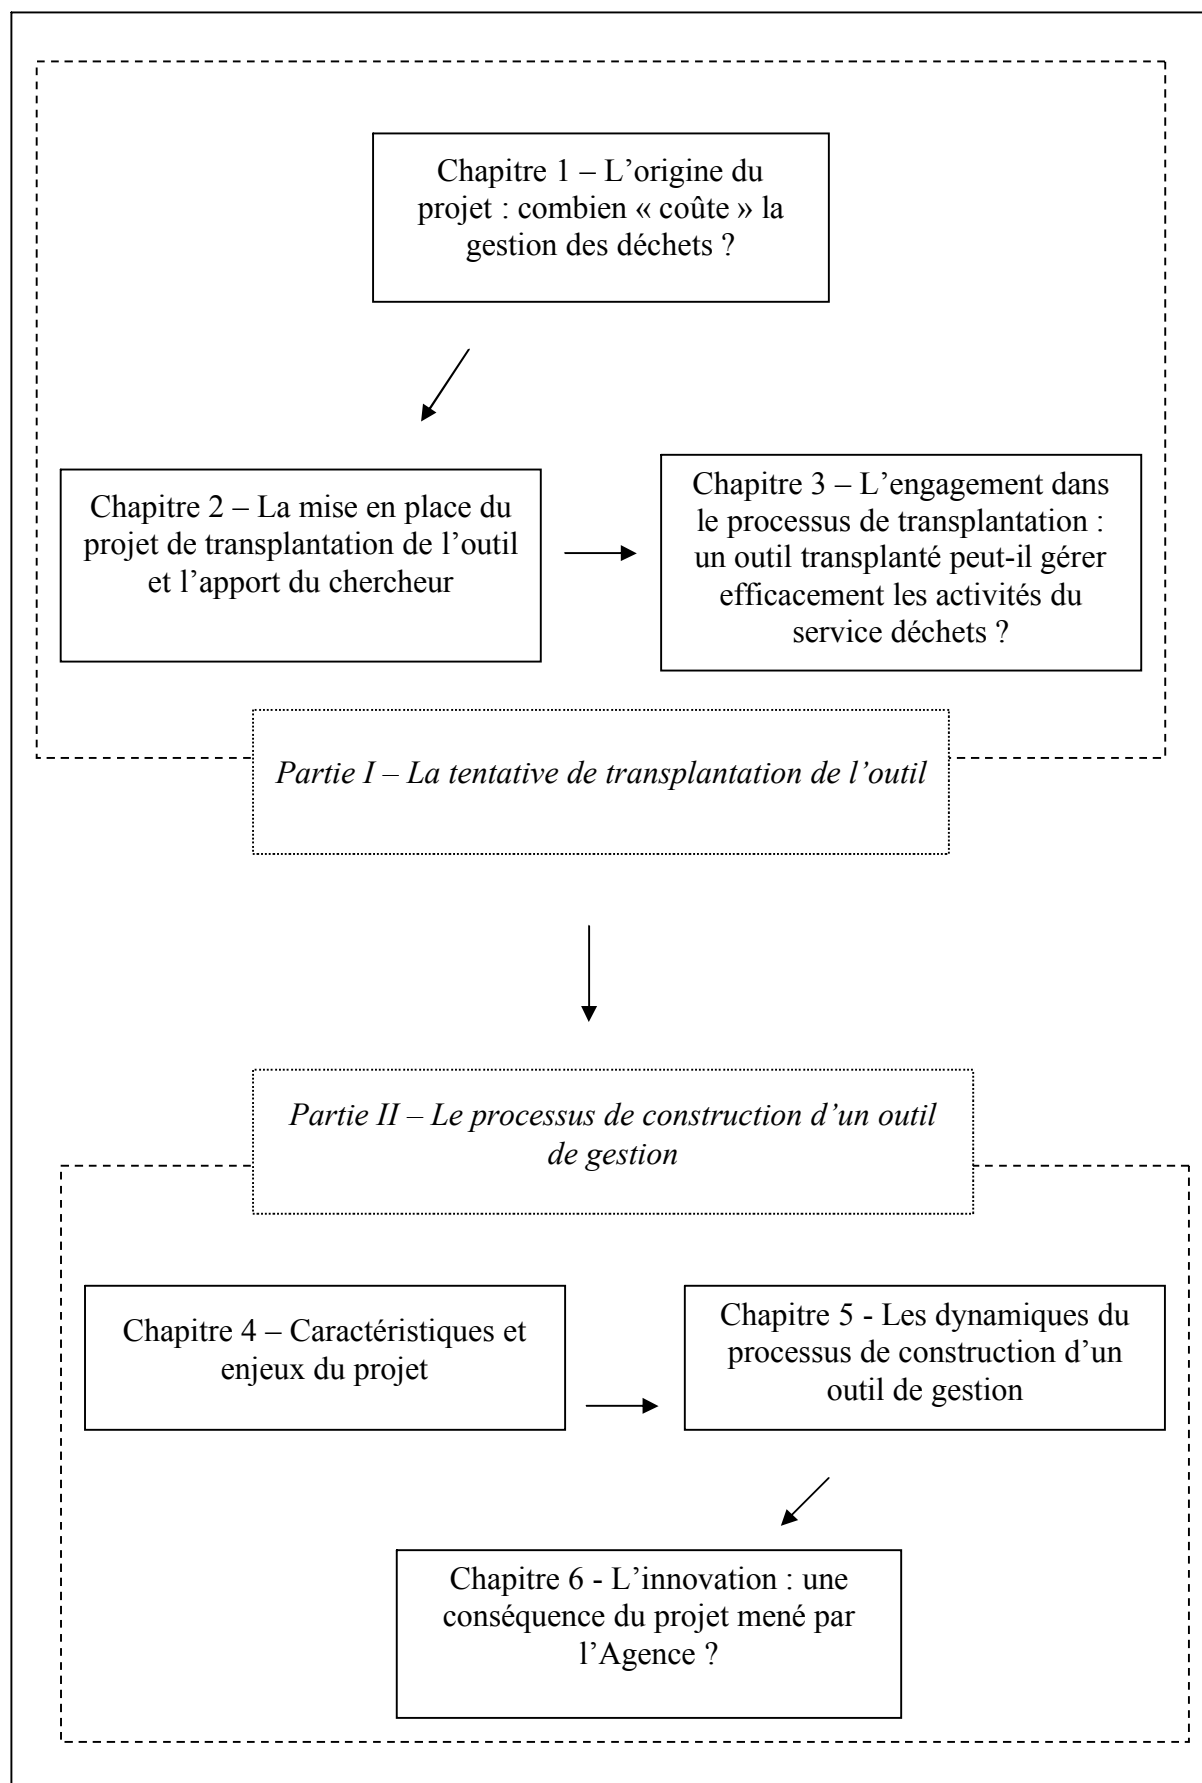 Chapitre 1 – L’origine du
projet : combien « coûte » la
gestion des déchets ?
Chapitre 2 – La mise en place du
projet de transplantation de l’outil
et l’apport du chercheur
Chapitre 3 – L’engagement dans
le processus de transplantation :
un outil transplanté peut-il gérer
efficacement les activités du
service déchets ?
Partie I – La tentative de transplantation de l’outil
Partie II – Le processus de construction d’un outil
de gestion
Chapitre 4 – Caractéristiques et
enjeux du projet
Chapitre 5 - Les dynamiques du
processus de construction d’un
outil de gestion
Chapitre 6 - L’innovation : une
conséquence du projet mené par
l’Agence ?